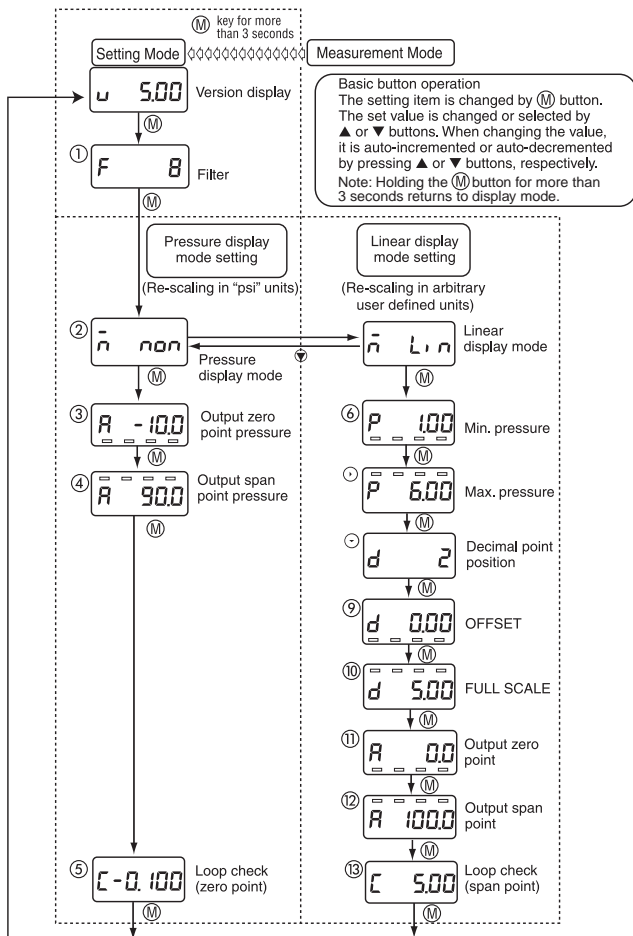 Ⓜ key for more
than 3 seconds
Setting Mode
Measurement Mode
u 5.00
Version display
Ⓜ
① F 8
Filter
Ⓜ
Basic button operation
The setting item is changed by Ⓜ button.
The set value is changed or selected by
▲ or ▼ buttons. When changing the value,
it is auto-incremented or auto-decremented
by pressing ▲ or ▼ buttons, respectively.
Note: Holding the Ⓜ button for more than
3 seconds returns to display mode.
Pressure display
mode setting
(Re-scaling in "psi" units)
② n̄ non
Pressure
display mode
Ⓜ
③ A -10.0
Output zero
point pressure
Ⓜ
④ A 90.0
Output span
point pressure
Ⓜ
⑤ C-0.100
Loop check
(zero point)
Ⓜ
▼
Linear display
mode setting
(Re-scaling in arbitrary
user defined units)
n̄ Lin
Linear
display mode
Ⓜ
⑥ P 1.00
Min. pressure
Ⓜ
P 6.00
Max. pressure
Ⓜ
d 2
Decimal point
position
Ⓜ
⑨ d 0.00
OFFSET
Ⓜ
⑩ d 5.00
FULL SCALE
Ⓜ
⑪ A 0.0
Output zero
point
Ⓜ
⑫ A 100.0
Output span
point
Ⓜ
⑬ C 5.00
Loop check
(span point)
Ⓜ